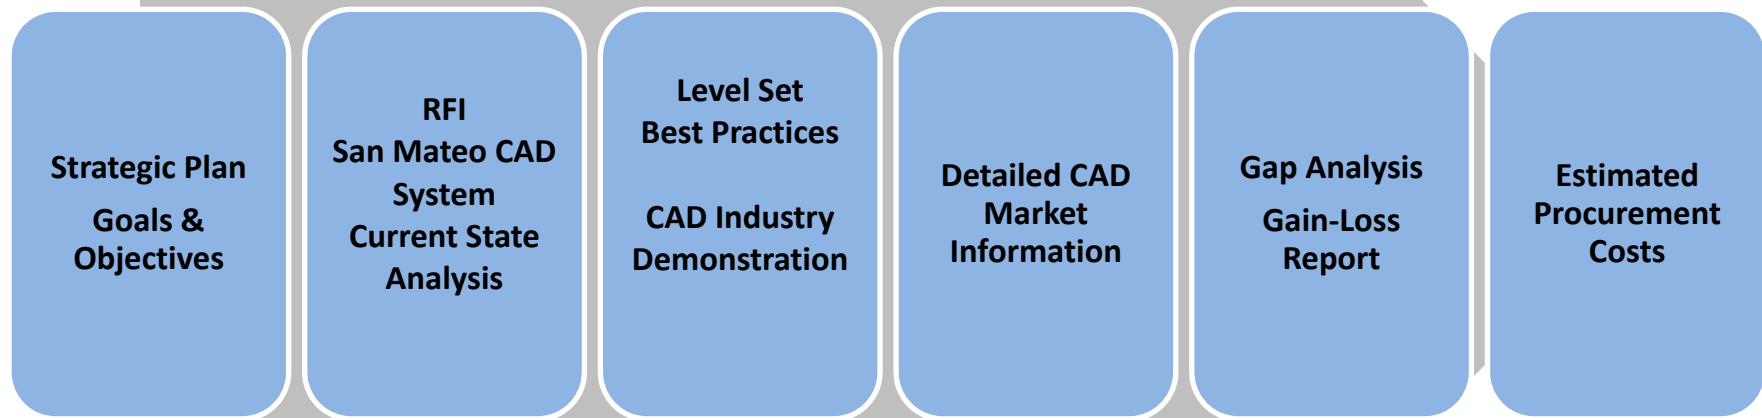 Strategic Plan
Goals &
Objectives
RFI
San Mateo CAD
System
Current State
Analysis
Level Set
Best Practices
CAD Industry
Demonstration
Detailed CAD
Market
Information
Gap Analysis
Gain-Loss
Report
Estimated
Procurement
Costs